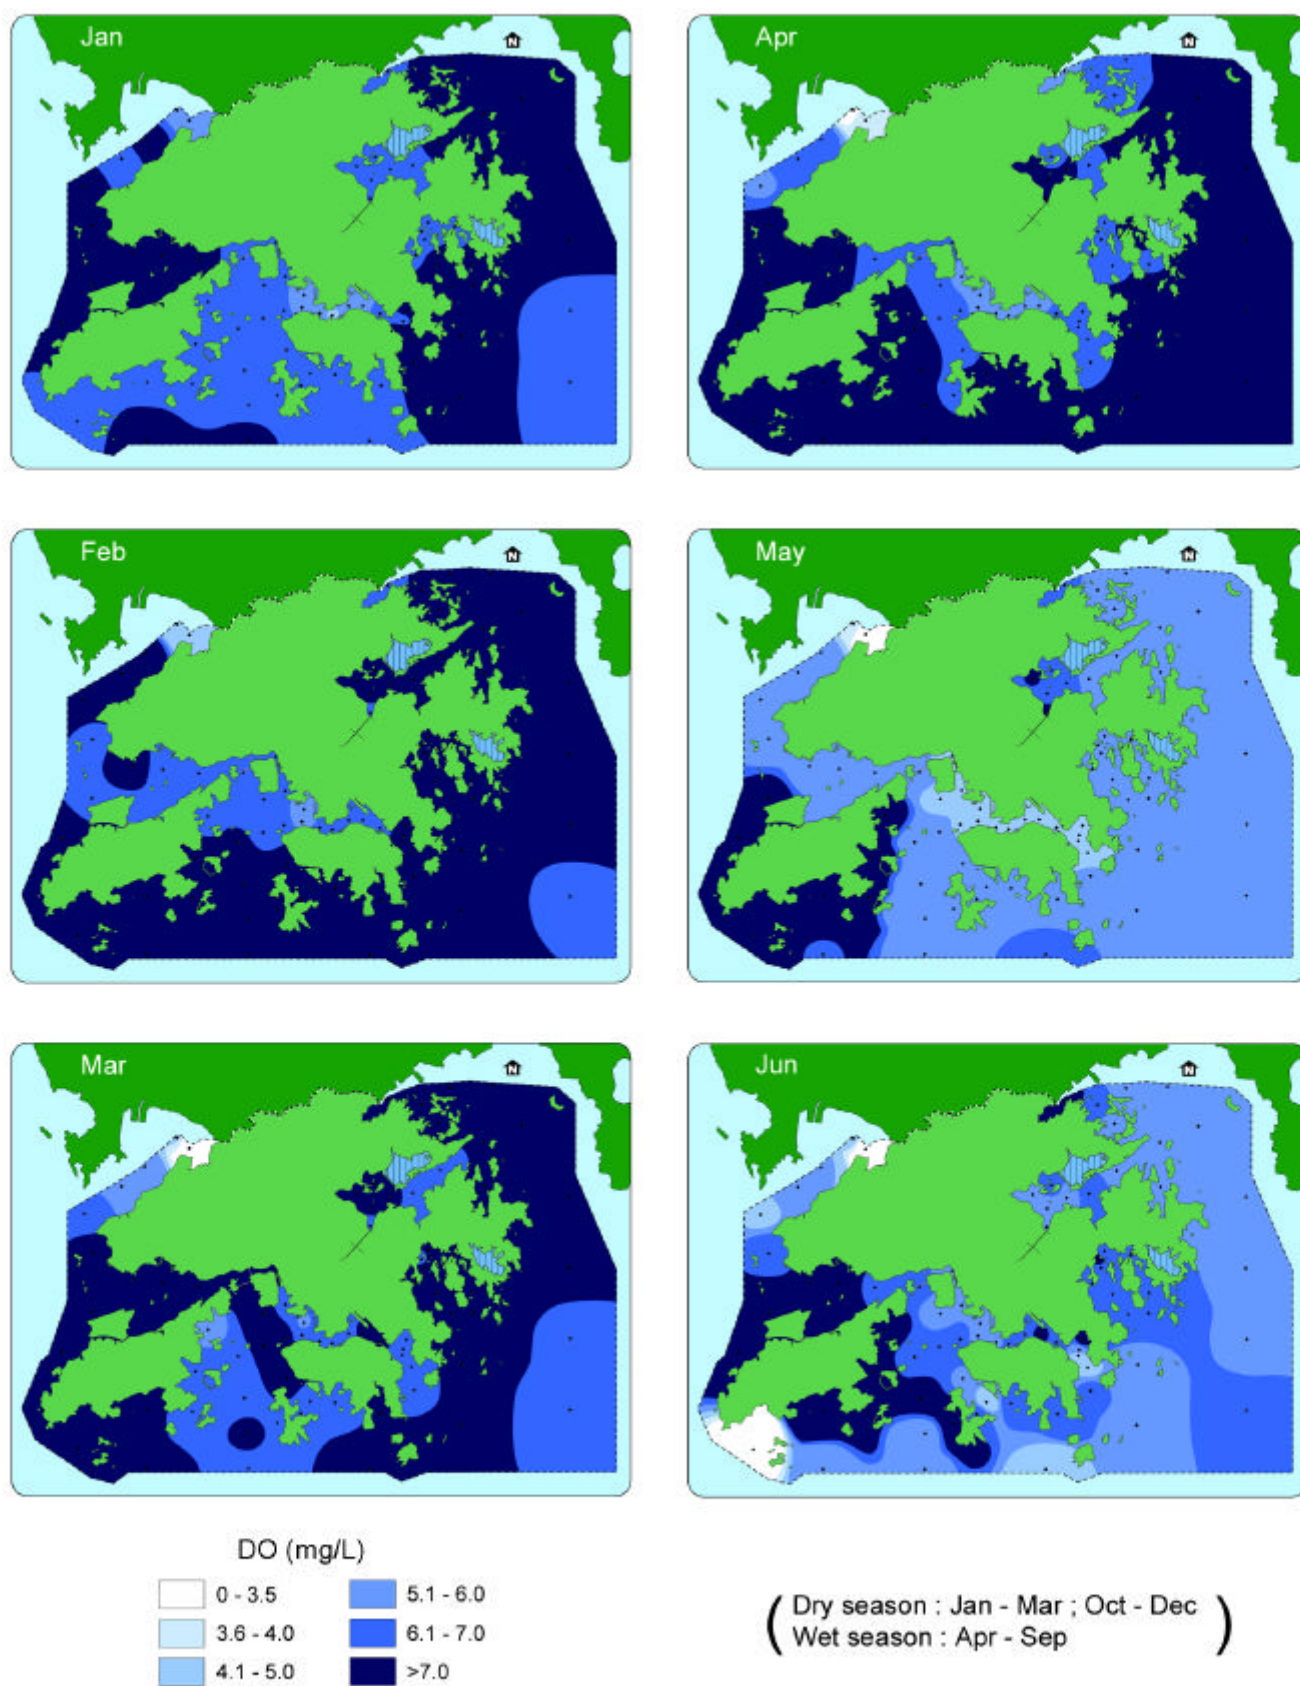 Jan
N
Apr
N
Feb
N
May
N
Mar
N
Jun
N
DO (mg/L)
0 - 3.5
5.1 - 6.0
3.6 - 4.0
6.1 - 7.0
4.1 - 5.0
>7.0
( Dry season : Jan - Mar ; Oct - Dec
Wet season : Apr - Sep )